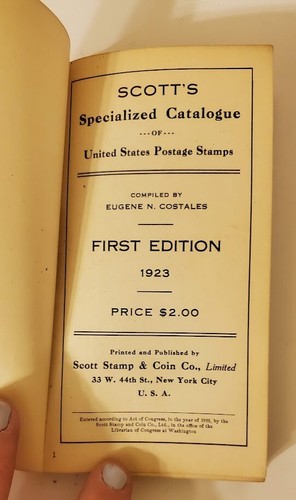 SCOTT'S
Specialized Catalogue
---OF---
United States Postage Stamps
COMPILED BY
EUGENE N. COSTALES
FIRST EDITION
1923
PRICE $2.00
Printed and Published by
Scott Stamp & Coin Co., Limited
33 W. 44th St., New York City
U. S. A.
Entered according to Act of Congress, in the year of by the
Scott Stamp and Coin Co., Ltd., in the office of the
Librarian of Congress at Washington
1